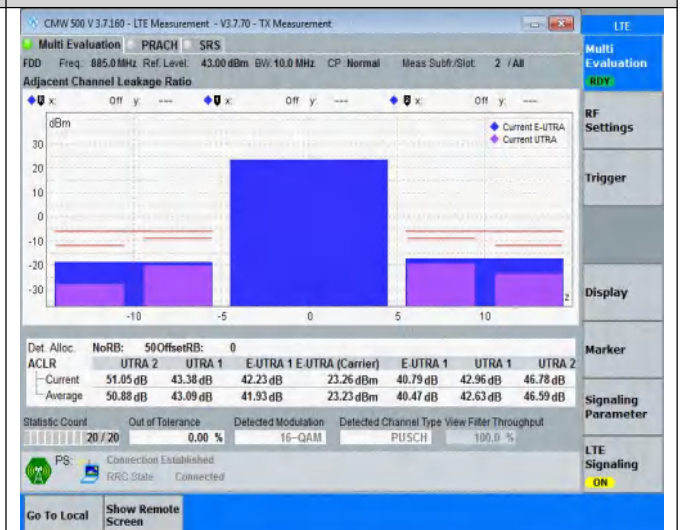 CMW 500 V 3.7.160 - LTE Measurement - V3.7.70 - TX Measurement
LTE
Multi Evaluation PRACH SRS
Multi
Evaluation
RDY
FDD Freq: 885.0 MHz Ref. Level: 43.00 dBm BW: 10.0 MHz CP: Normal Meas Subfr./Slot: 2 / All
Adjacent Channel Leakage Ratio
x: Off y: --- x: Off y: --- x: Off y: ---
dBm
Current E-UTRA
Current UTRA
RF
Settings
30
20
10
0
-10
-20
-30
Trigger
Display
-10 -5 0 5 10
Det. Alloc. NoRB: 50 OffsetRB: 0
ACLR UTRA 2 UTRA 1 E-UTRA 1 E-UTRA (Carrier) E-UTRA 1 UTRA 1 UTRA 2
Current 51.05 dB 43.38 dB 42.23 dB 23.26 dBm 40.79 dB 42.96 dB 46.78 dB
Average 50.88 dB 43.09 dB 41.93 dB 23.23 dBm 40.47 dB 42.63 dB 46.59 dB
Marker
Statistic Count Out of Tolerance Detected Modulation Detected Channel Type View Filter Throughput
20 / 20 0.00 % 16-QAM PUSCH 100.0 %
Signaling
Parameter
PS: Connection Established
RRC State Connected
LTE
Signaling
ON
Go To Local
Show Remote
Screen